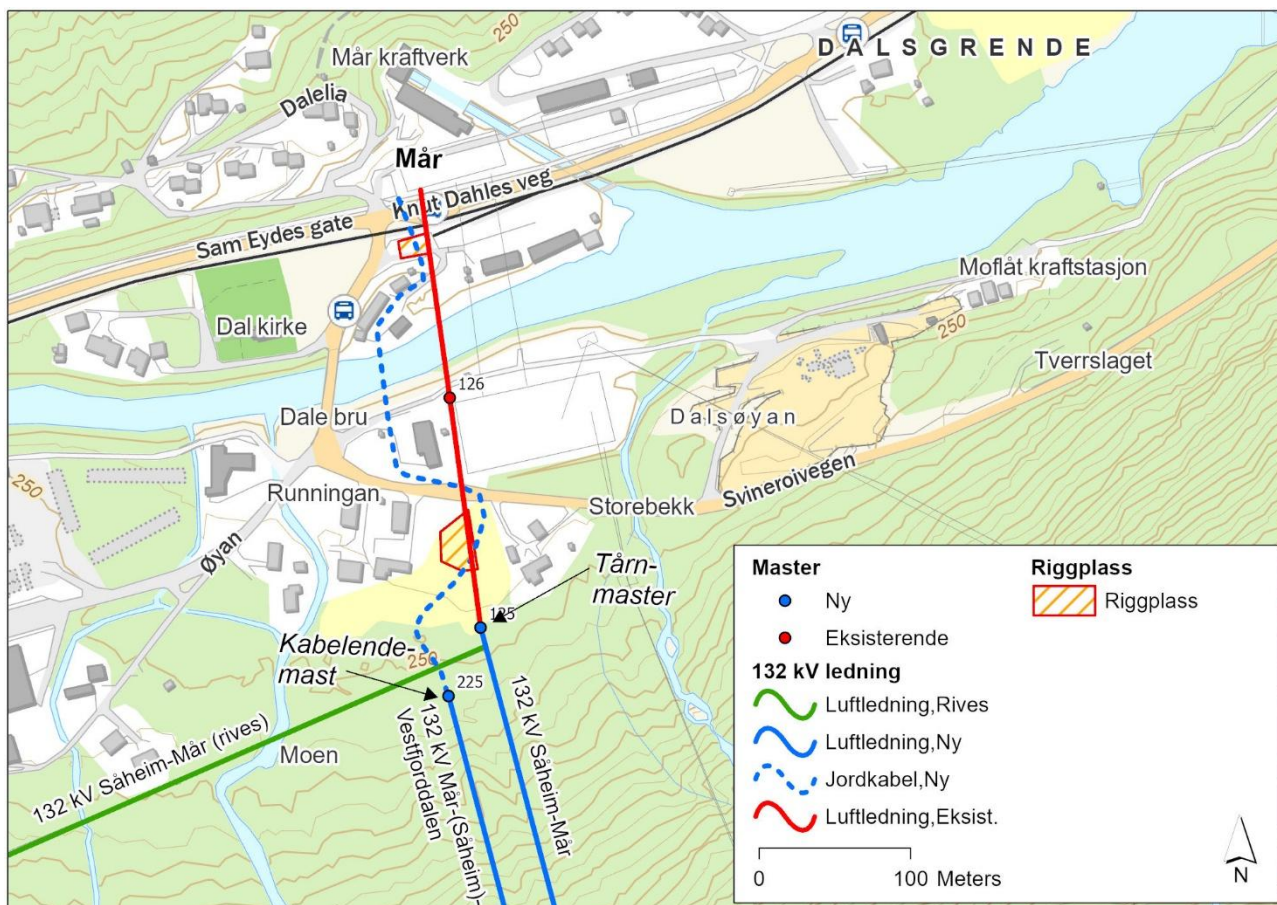 250
DALSGRENDE
Mår kraftverk
Dalelia
Mår
Knut Dahles veg
Sam Eydes gate
Moflåt kraftstasjon
250
Dal kirke
Tverrslaget
126
Dale bru
Dalsøyan
250
Runningan
Storebekk
Svineroivegen
Øyan
Tårn-
master
125
Kabelende-
mast
250
225
132 kV Såheim-Mår (rives)
Moen
132 kV Mår-(Såheim)-
Vestfjorddalen
132 kV Såheim-Mår
Master
Ny
Eksisterende
132 kV ledning
Luftledning,Rives
Luftledning,Ny
Jordkabel,Ny
Luftledning,Eksist.
Riggplass
Riggplass
0 100 Meters
N